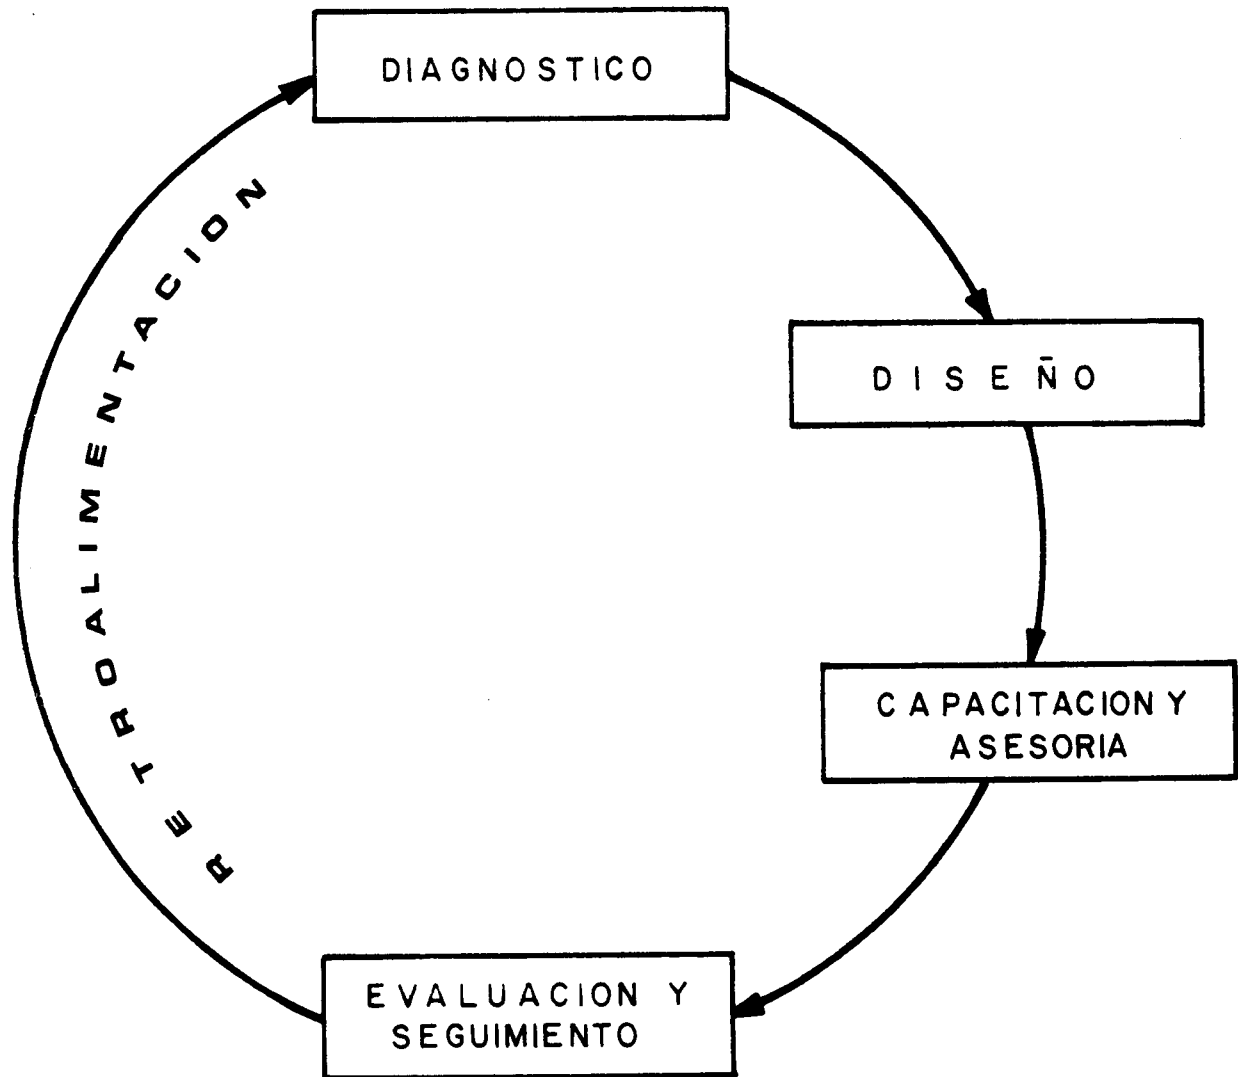 DIAGNOSTICO
DISEÑO
CAPACITACION Y
ASESORIA
EVALUACION Y
SEGUIMIENTO
RETROALIMENTACION